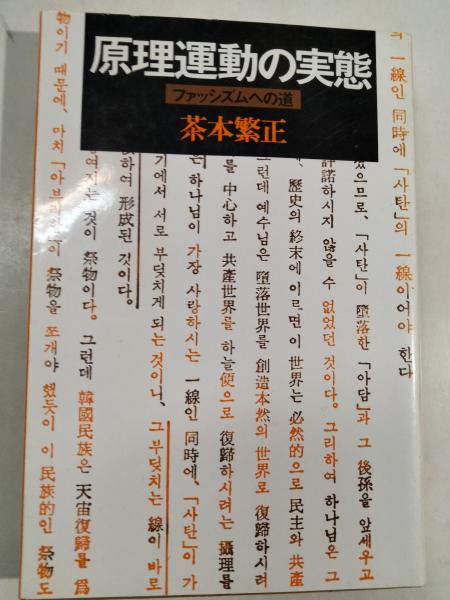 原理運動の実態
ファッシズムへの道
茶本繁正
의 一線인 同時에 「사탄」의 一線이어야 한다
으므로, 「사탄」이 墮落한 「아담」과 그 後孫을 앞세우고
許諾하시지 않을 수 없었던 것이다. 그리하여 하나님은 그
歷史의 終末에 이르면 이 世界는 必然的으로 民主와 共產
그런데 예수님은 墮落世界를 創造本然의 世界로 復歸하시려
를 中心하고 共產世界를 하늘便으로 復歸하시려는 攝理를
는 하나님이 가장 사랑하시는 一線인 同時에, 「사탄」이 가
기에서 서로 부딪치게 되는 것이니, 그 부딪치는 線이 바로
하여 形成된 것이다.
여지는 것이 祭物이다. 그런데 韓國民族은 天宙復歸를 爲
物이기 때문에, 마치 「아브 이 祭物을 쪼개야 했듯이 이 民族的인 祭物도